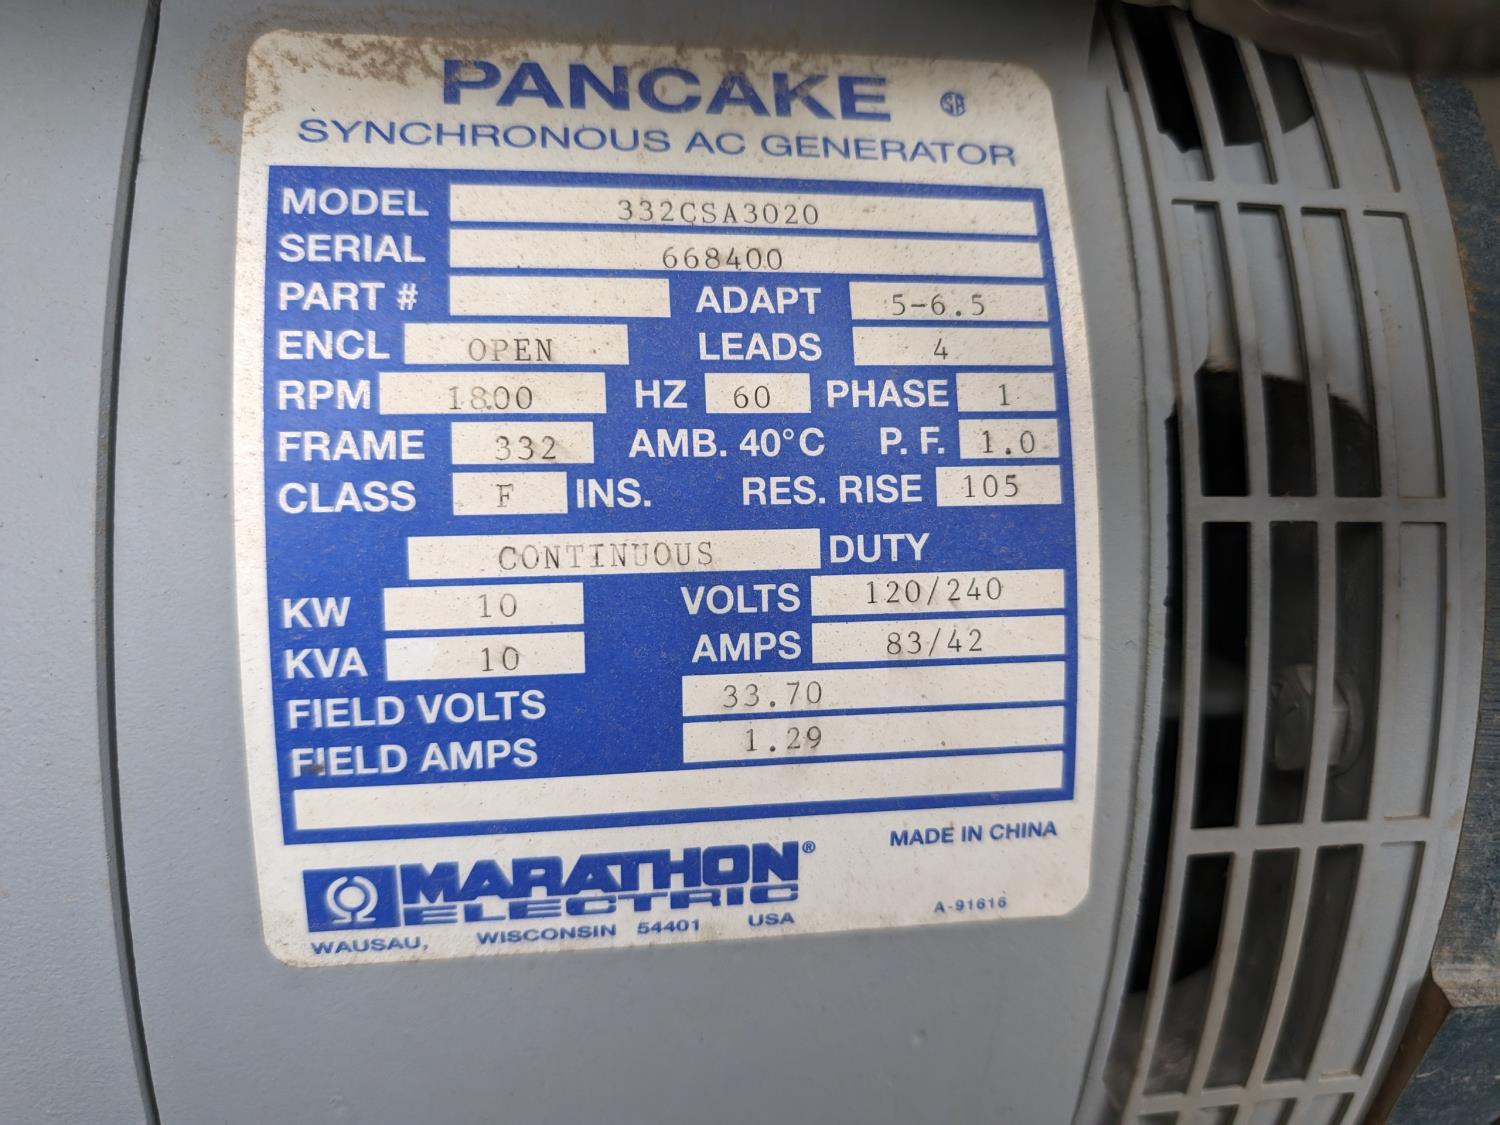 PANCAKE SA
SYNCHRONOUS AC GENERATOR
MODEL 332CSA3020
SERIAL 668400
PART # ADAPT 5-6.5
ENCL OPEN LEADS 4
RPM 1800 HZ 60 PHASE 1
FRAME 332 AMB. 40°C P. F. 1.0
CLASS F INS. RES. RISE 105
CONTINUOUS DUTY
KW 10 VOLTS 120/240
KVA 10 AMPS 83/42
FIELD VOLTS 33.70
FIELD AMPS 1.29
MADE IN CHINA
MARATHON®
ELECTRIC
A-91616
WAUSAU, WISCONSIN 54401 USA